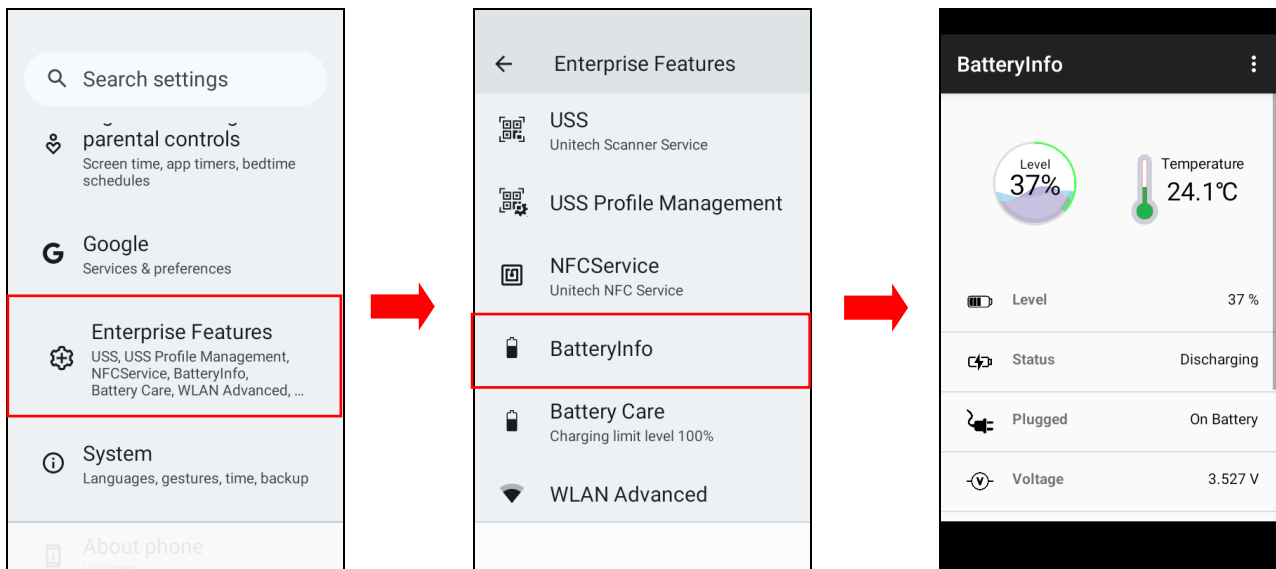 Search settings
parental controls
Screen time, app timers, bedtime
schedules
Google
Services & preferences
Enterprise Features
USS, USS Profile Management,
NFCService, BatteryInfo,
Battery Care, WLAN Advanced, ...
System
Languages, gestures, time, backup
About phone
Enterprise Features
USS
Unitech Scanner Service
USS Profile Management
NFCService
Unitech NFC Service
BatteryInfo
Battery Care
Charging limit level 100%
WLAN Advanced
BatteryInfo
Level
37%
Temperature
24.1℃
Level 37 %
Status Discharging
Plugged On Battery
Voltage 3.527 V